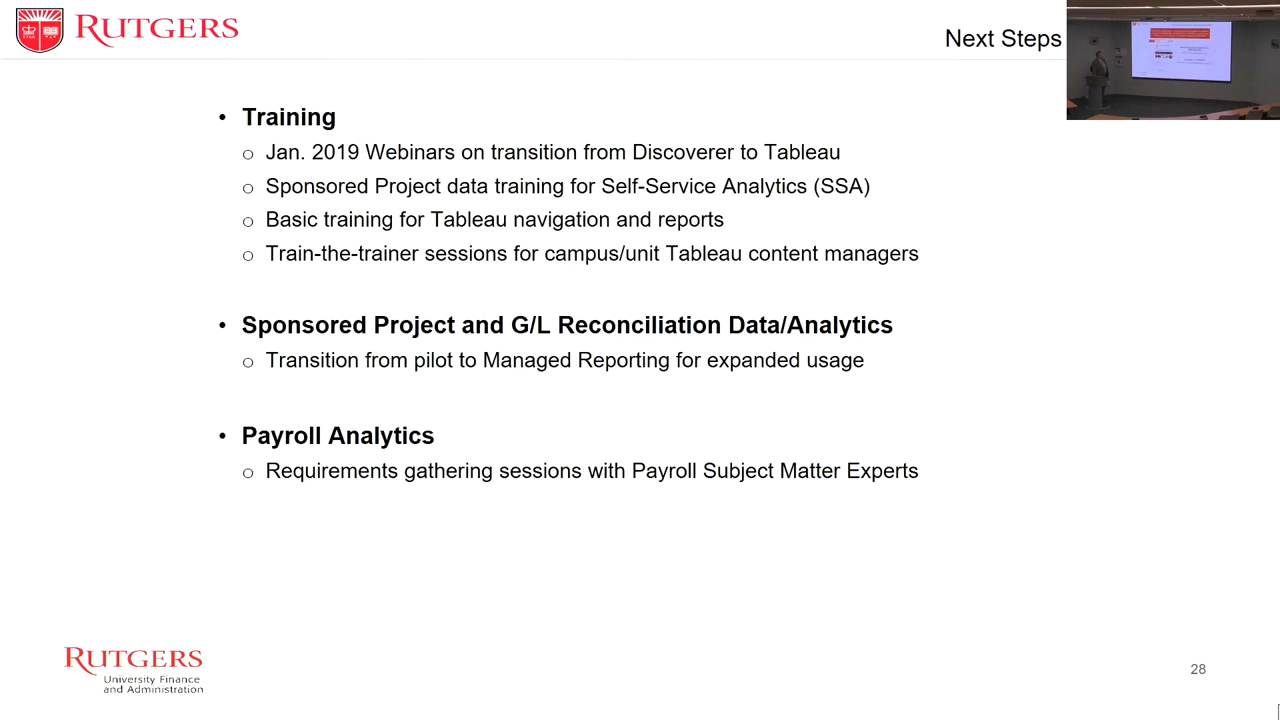 RUTGERS
Next Steps
• Training
o Jan. 2019 Webinars on transition from Discoverer to Tableau
o Sponsored Project data training for Self-Service Analytics (SSA)
o Basic training for Tableau navigation and reports
o Train-the-trainer sessions for campus/unit Tableau content managers
• Sponsored Project and G/L Reconciliation Data/Analytics
o Transition from pilot to Managed Reporting for expanded usage
• Payroll Analytics
o Requirements gathering sessions with Payroll Subject Matter Experts
RUTGERS
University Finance
and Administration
28